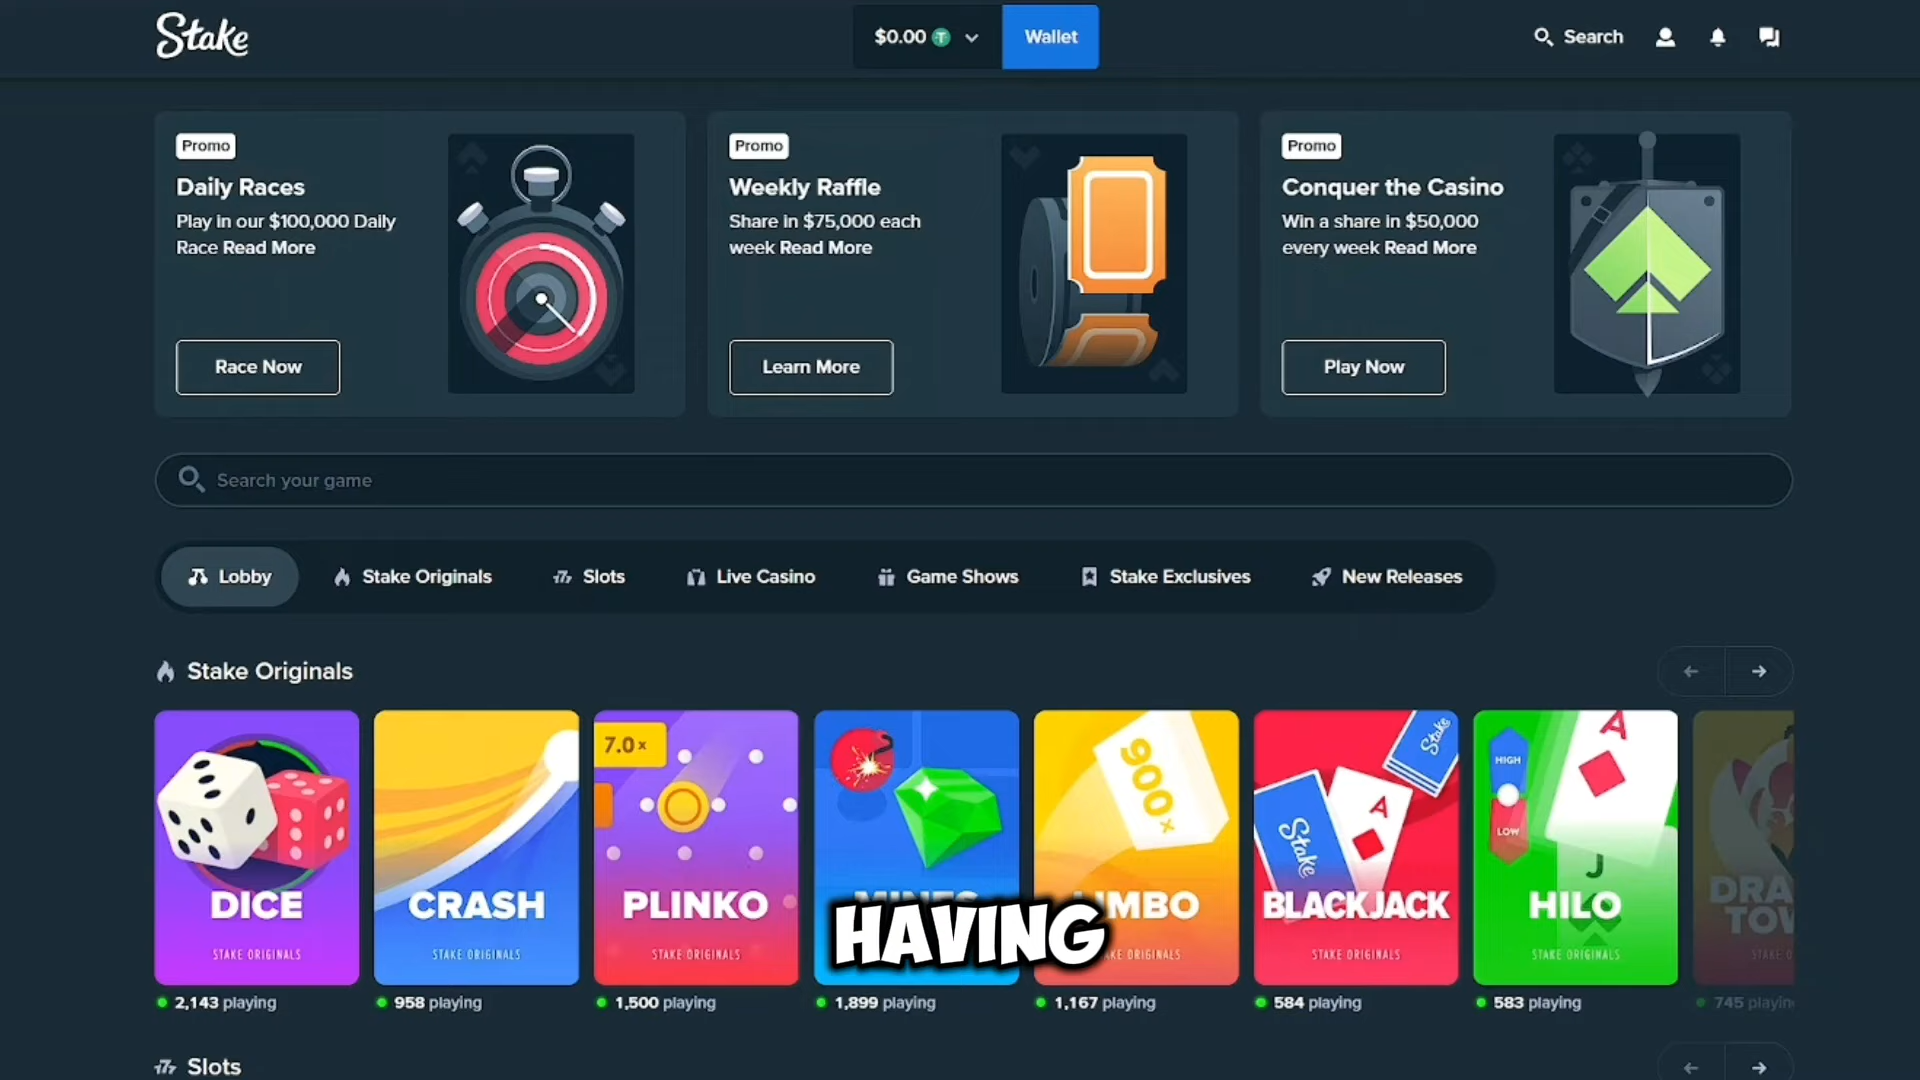 Stake
$0.00
Wallet
Search
Promo
Daily Races
Play in our $100,000 Daily
Race Read More
Race Now
Promo
Weekly Raffle
Share in $75,000 each
week Read More
Learn More
Promo
Conquer the Casino
Win a share in $50,000
every week Read More
Play Now
Search your game
Lobby
Stake Originals
Slots
Live Casino
Game Shows
Stake Exclusives
New Releases
Stake Originals
DICE
STAKE ORIGINALS
2,143 playing
CRASH
STAKE ORIGINALS
958 playing
7.0×
PLINKO
STAKE ORIGINALS
1,500 playing
MINES
1,899 playing
HAVING
900×
1,167 playing
Stake
Stake
A
BLACKJACK
STAKE ORIGINALS
584 playing
HIGH
LOW
A
J
HILO
STAKE ORIGINALS
583 playing
745
Slots